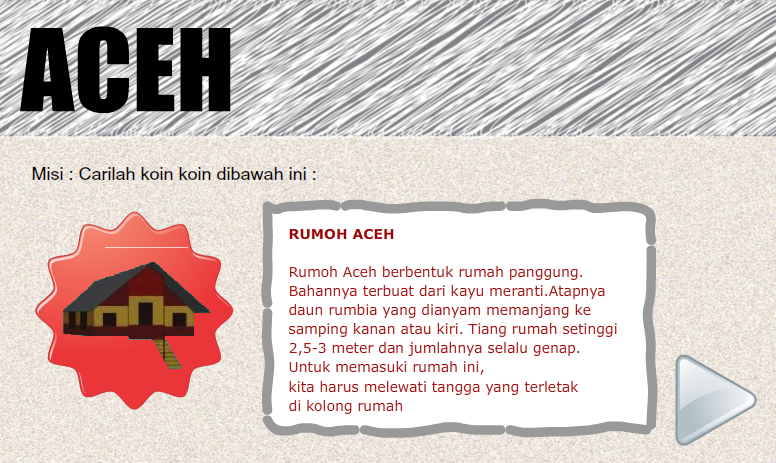 ACEH
Misi : Carilah koin koin dibawah ini :
RUMOH ACEH
Rumoh Aceh berbentuk rumah panggung.
Bahannya terbuat dari kayu meranti.Atapnya
daun rumbia yang dianyam memanjang ke
samping kanan atau kiri. Tiang rumah setinggi
2,5-3 meter dan jumlahnya selalu genap.
Untuk memasuki rumah ini,
kita harus melewati tangga yang terletak
di kolong rumah